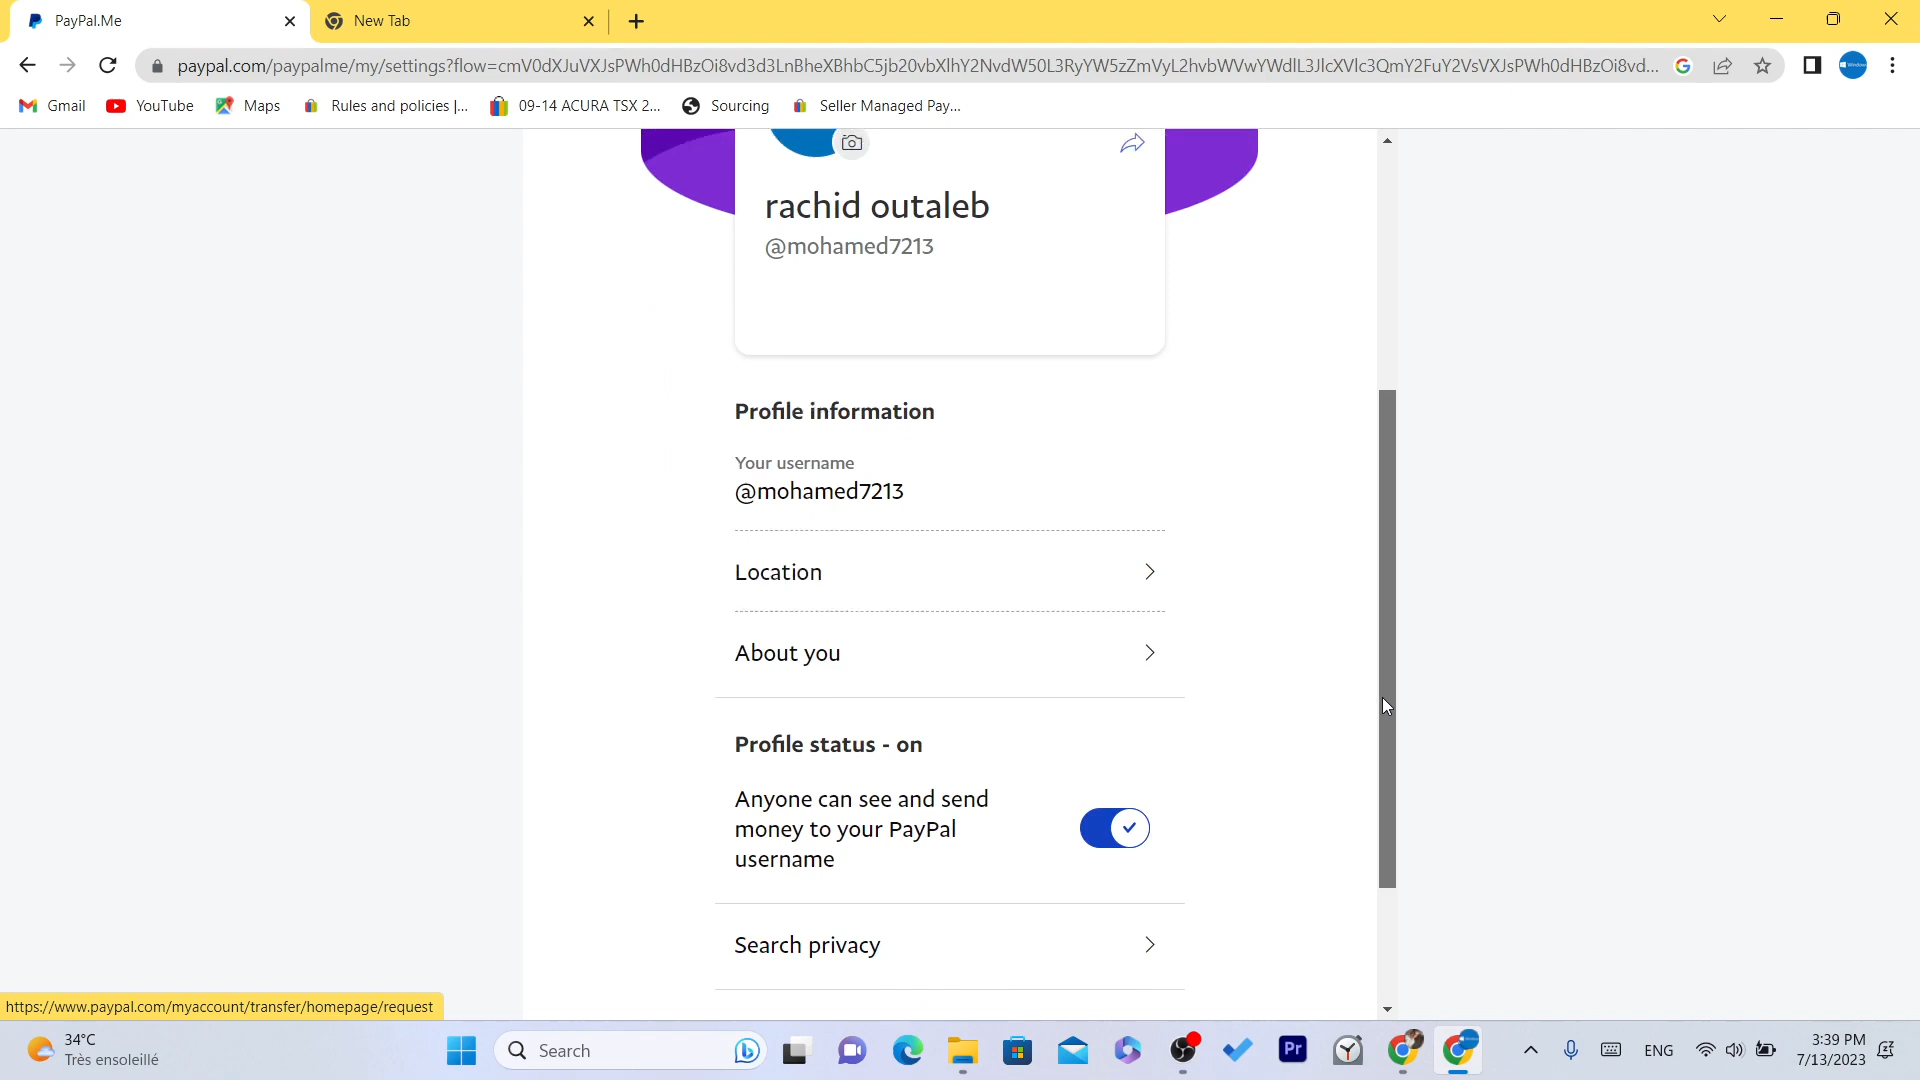 PayPal.Me
New Tab
paypal.com/paypalme/my/settings?flow=cmV0dXJuVXJsPWh0dHBzOi8vd3d3LnBheXBhbC5jb20vbXlhY2NvdW50L3RyYW5zZmVyL2hvbWVwYWdlL3JlcXVlc3QmY2FuY2VsVXJsPWh0dHBzOi8vd...
Gmail
YouTube
Maps
Rules and policies |...
09-14 ACURA TSX 2...
Sourcing
Seller Managed Pay...
rachid outaleb
@mohamed7213
Profile information
Your username
@mohamed7213
Location
About you
Profile status - on
Anyone can see and send
money to your PayPal
username
Search privacy
https://www.paypal.com/myaccount/transfer/homepage/request
34°C
Très ensoleillé
Search
Pr
ENG
3:39 PM
7/13/2023